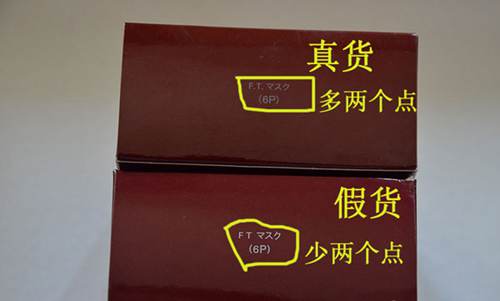 真货
F.T. マスク
(6P)
多两个点
假货
F T マスク
(6P)
少两个点